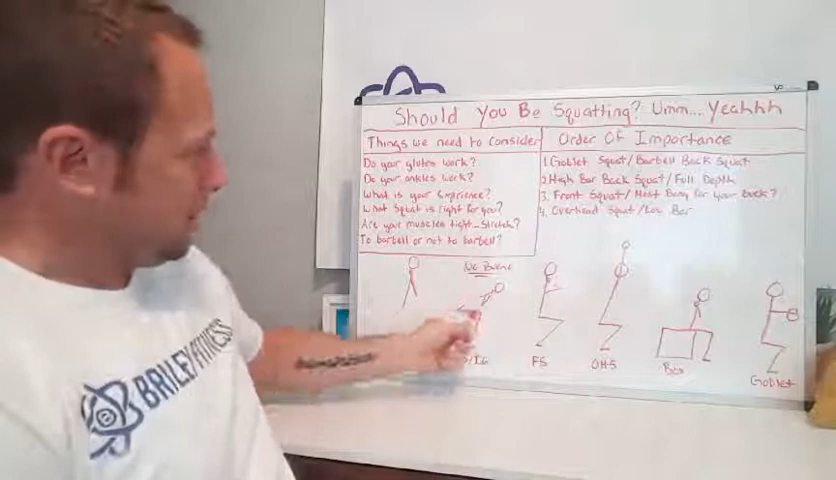 Should You Be Squatting? Umm... Yeahhh
Things we need to consider
Order Of Importance
Do your glutes work?
Do your ankles work?
What is your experience?
What Squat is right for you?
Are your muscles tight... Stretch?
To barbell or not to barbell?
1. Goblet Squat/Barbell Back Squat
2. High Bar Back Squat/Full Depth
3. Front Squat/Most Bang for your buck?
4. Overhead Squat/Low Bar
No Bueno
FS
OHS
Box
Goblet
BAILEY FITNESS